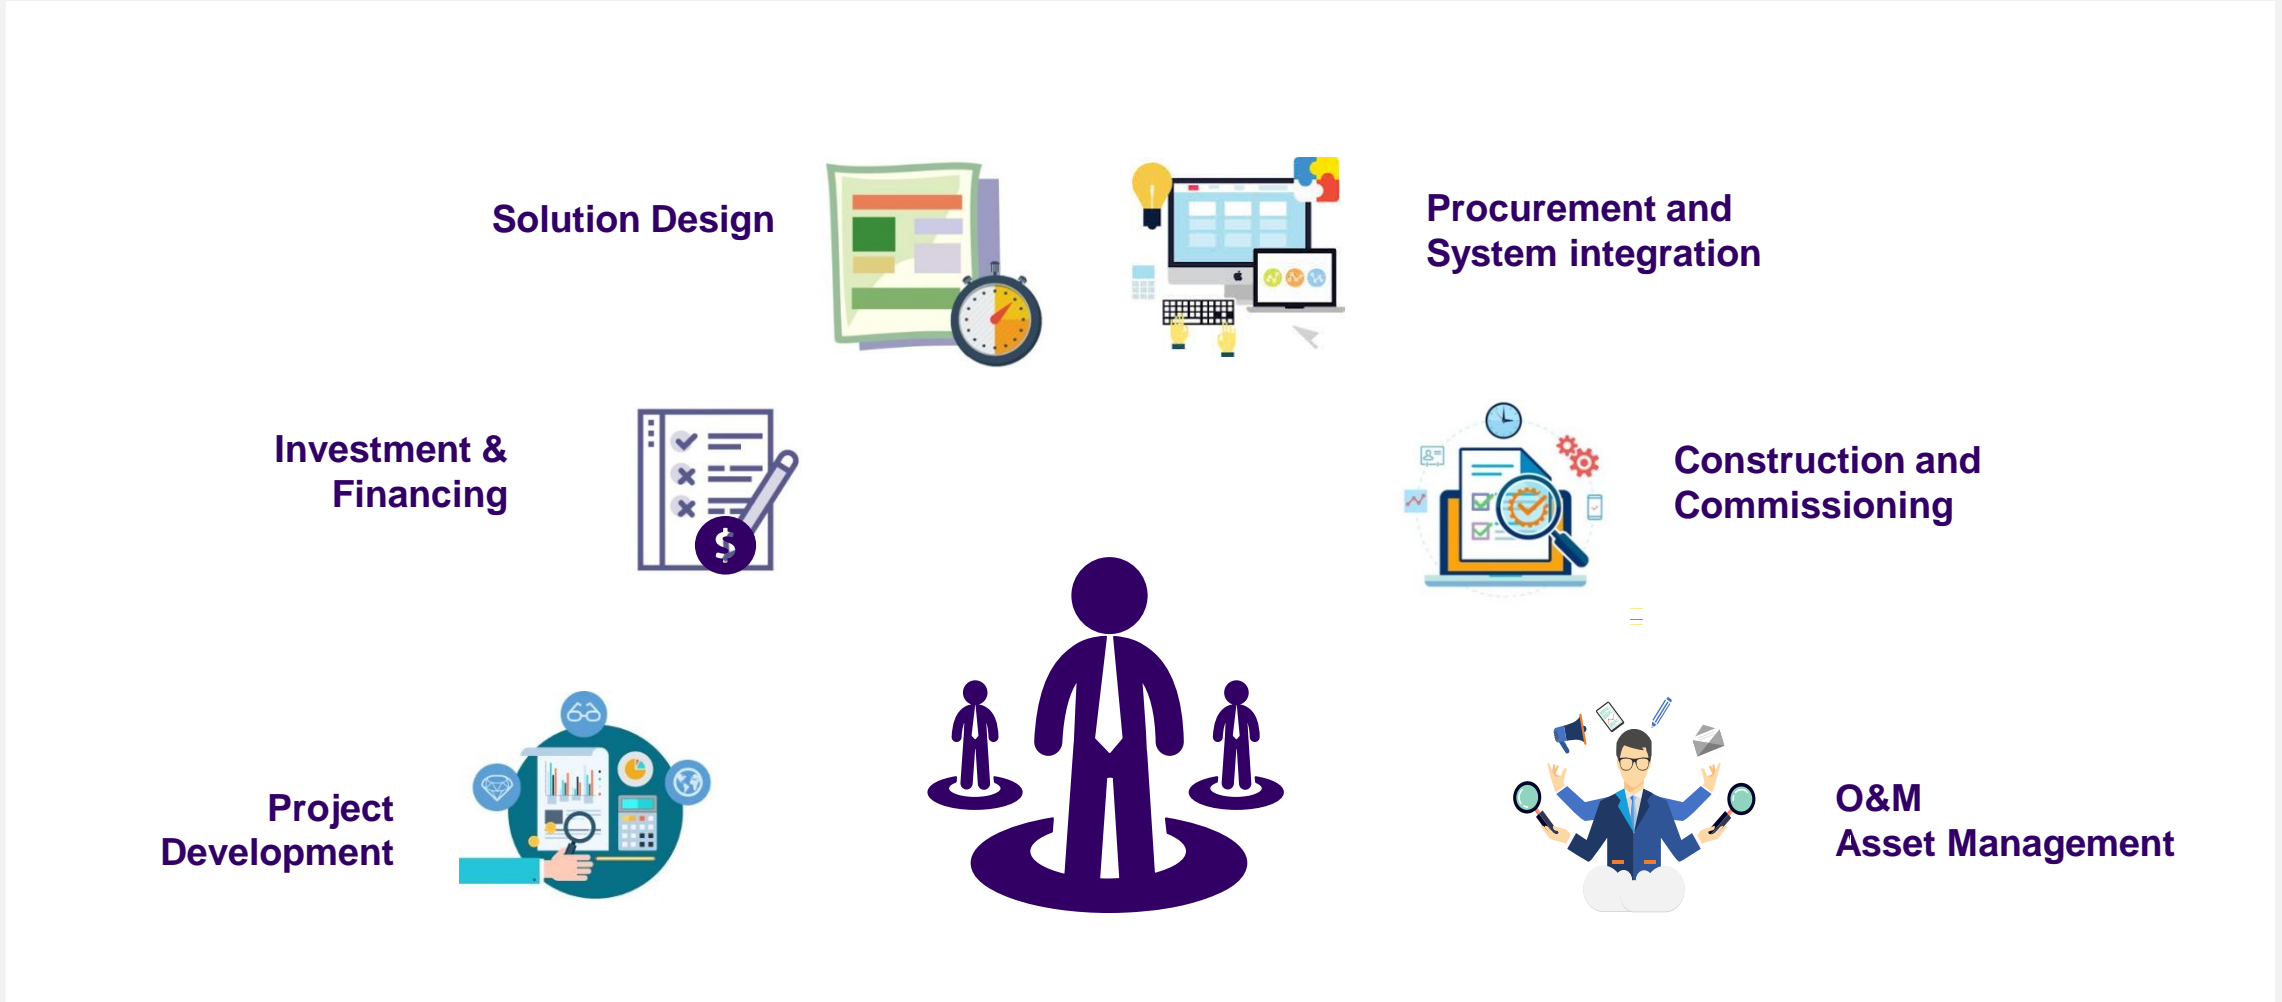 Solution Design
Procurement and
System integration
Investment &
Financing
$
Construction and
Commissioning
Project
Development
O&M
Asset Management